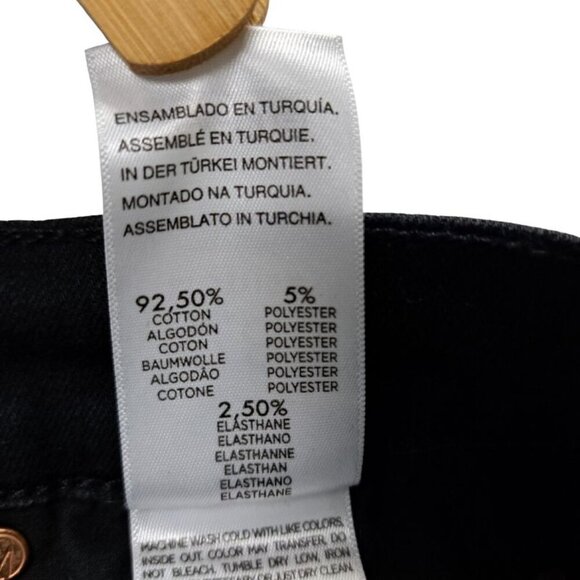 ENSAMBLADO EN TURQUÍA.
ASSEMBLÉ EN TURQUIE.
IN DER TÜRKEI MONTIERT.
MONTADO NA TURQUIA.
ASSEMBLATO IN TURCHIA.
92,50% 5%
COTTON POLYESTER
ALGODÓN POLYESTER
COTON POLYESTER
BAUMWOLLE POLYESTER
ALGODÃO POLYESTER
COTONE POLYESTER
2,50%
ELASTHANE
ELASTHANO
ELASTHANNE
ELASTHAN
ELASTHANO
ELASTHANE
MACHINE WASH COLD WITH LIKE COLORS,
INSIDE OUT. COLOR MAY TRANSFER. DO
NOT BLEACH, TUMBLE DRY LOW, IRON
DRY CLEAN.